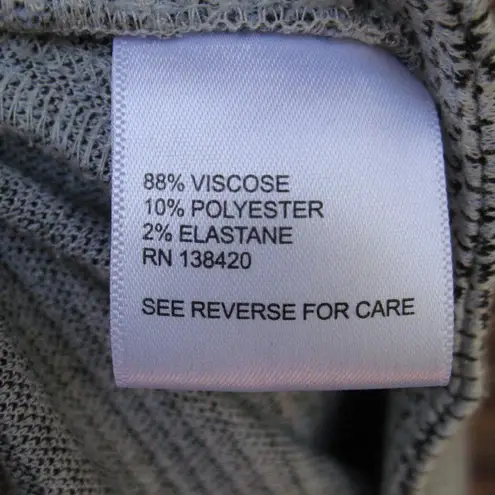 88% VISCOSE
10% POLYESTER
2% ELASTANE
RN 138420
SEE REVERSE FOR CARE